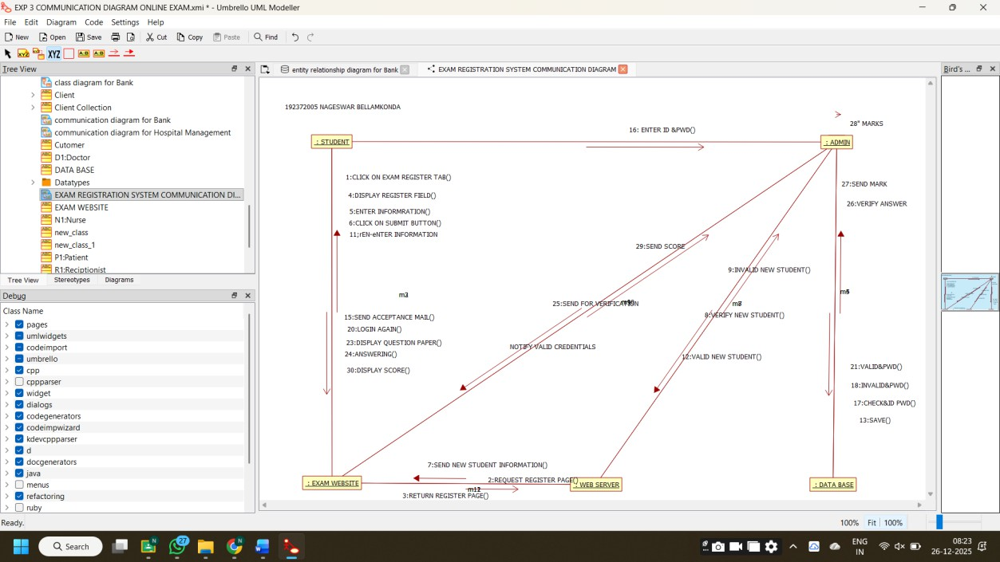 EXP 3 COMMUNICATION DIAGRAM ONLINE EXAM.xmi * - Umbrello UML Modeller
File Edit Diagram Code Settings Help
New Open Save Cut Copy Paste Find
XYZ
Tree View
entity relationship diagram for Bank
EXAM REGISTRATION SYSTEM COMMUNICATION DIAGRAM
Bird's ...
class diagram for Bank
Client
Client Collection
communication diagram for Bank
communication diagram for Hospital Management
Cutomer
D1:Doctor
DATA BASE
Datatypes
EXAM REGISTRATION SYSTEM COMMUNICATION DI...
EXAM WEBSITE
N1:Nurse
new_class
new_class_1
P1:Patient
R1:Reciptionist
Tree View Stereotypes Diagrams
Debug
Class Name
pages
umlwidgets
codeimport
umbrello
cpp
cppparser
widget
dialogs
codegenerators
codeimpwizard
kdevcppparser
d
docgenerators
java
menus
refactoring
ruby
192372005 NAGESWAR BELLAMKONDA
16: ENTER ID &PWD()
28" MARKS
: STUDENT
: ADMIN
1:CLICK ON EXAM REGISTER TAB()
4:DISPLAY REGISTER FIELD()
5:ENTER INFORMRATION()
6:CLICK ON SUBMIT BUTTON()
11;rEN-eNTER INFORMATION
27:SEND MARK
26:VERIFY ANSWER
29:SEND SCORE
9:INVALID NEW STUDENT()
25:SEND FOR VERIFICATION
8:VERIFY NEW STUDENT()
15:SEND ACCEPTANCE MAIL()
20:LOGIN AGAIN()
23:DISPLAY QUESTION PAPER()
24:ANSWERING()
30:DISPLAY SCORE()
NOTIFY VALID CREDENTIALS
12:VALID NEW STUDENT()
21:VALID&PWD()
18:INVALID&PWD()
17:CHECK&ID PWD()
13:SAVE()
7:SEND NEW STUDENT INFORMATION()
2:REQUEST REGISTER PAGE()
3:RETURN REGISTER PAGE()
: EXAM WEBSITE
: WEB SERVER
: DATA BASE
Ready.
100% Fit 100%
Search
27
ENG
IN
08:23
26-12-2025